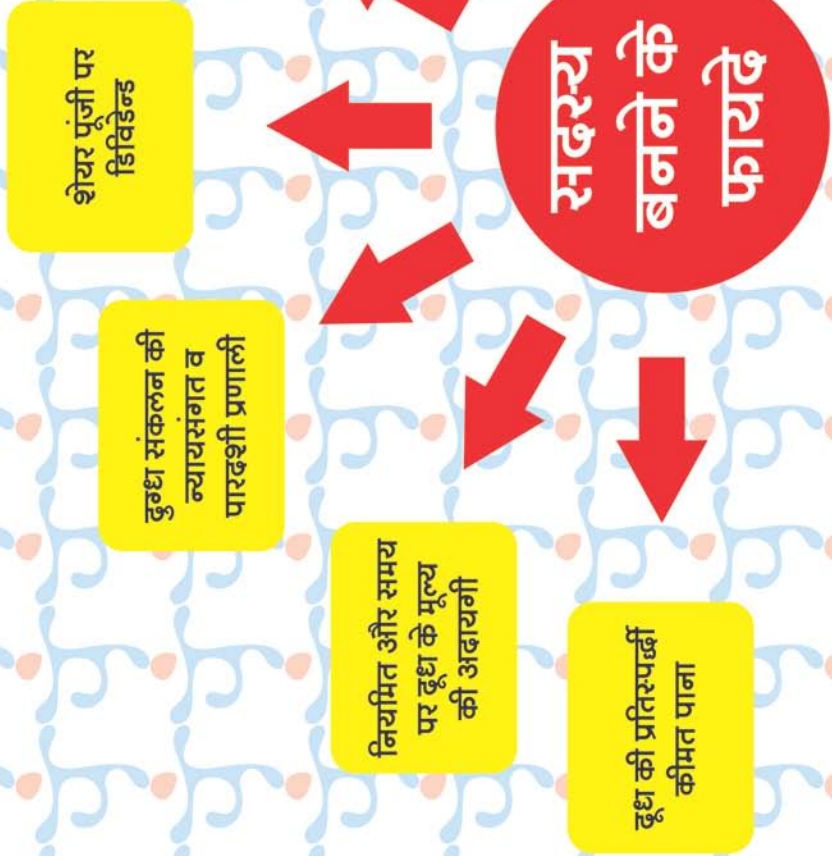 सदस्य
बनने के
फायदे
दूध की प्रतिस्पर्द्धी
कीमत पाना
नियमित और समय
पर दूध के मूल्य
की अदायगी
दुग्ध संकलन की
न्यायसंगत व
पारदर्शी प्रणाली
शेयर पूंजी पर
डिविडेन्ड